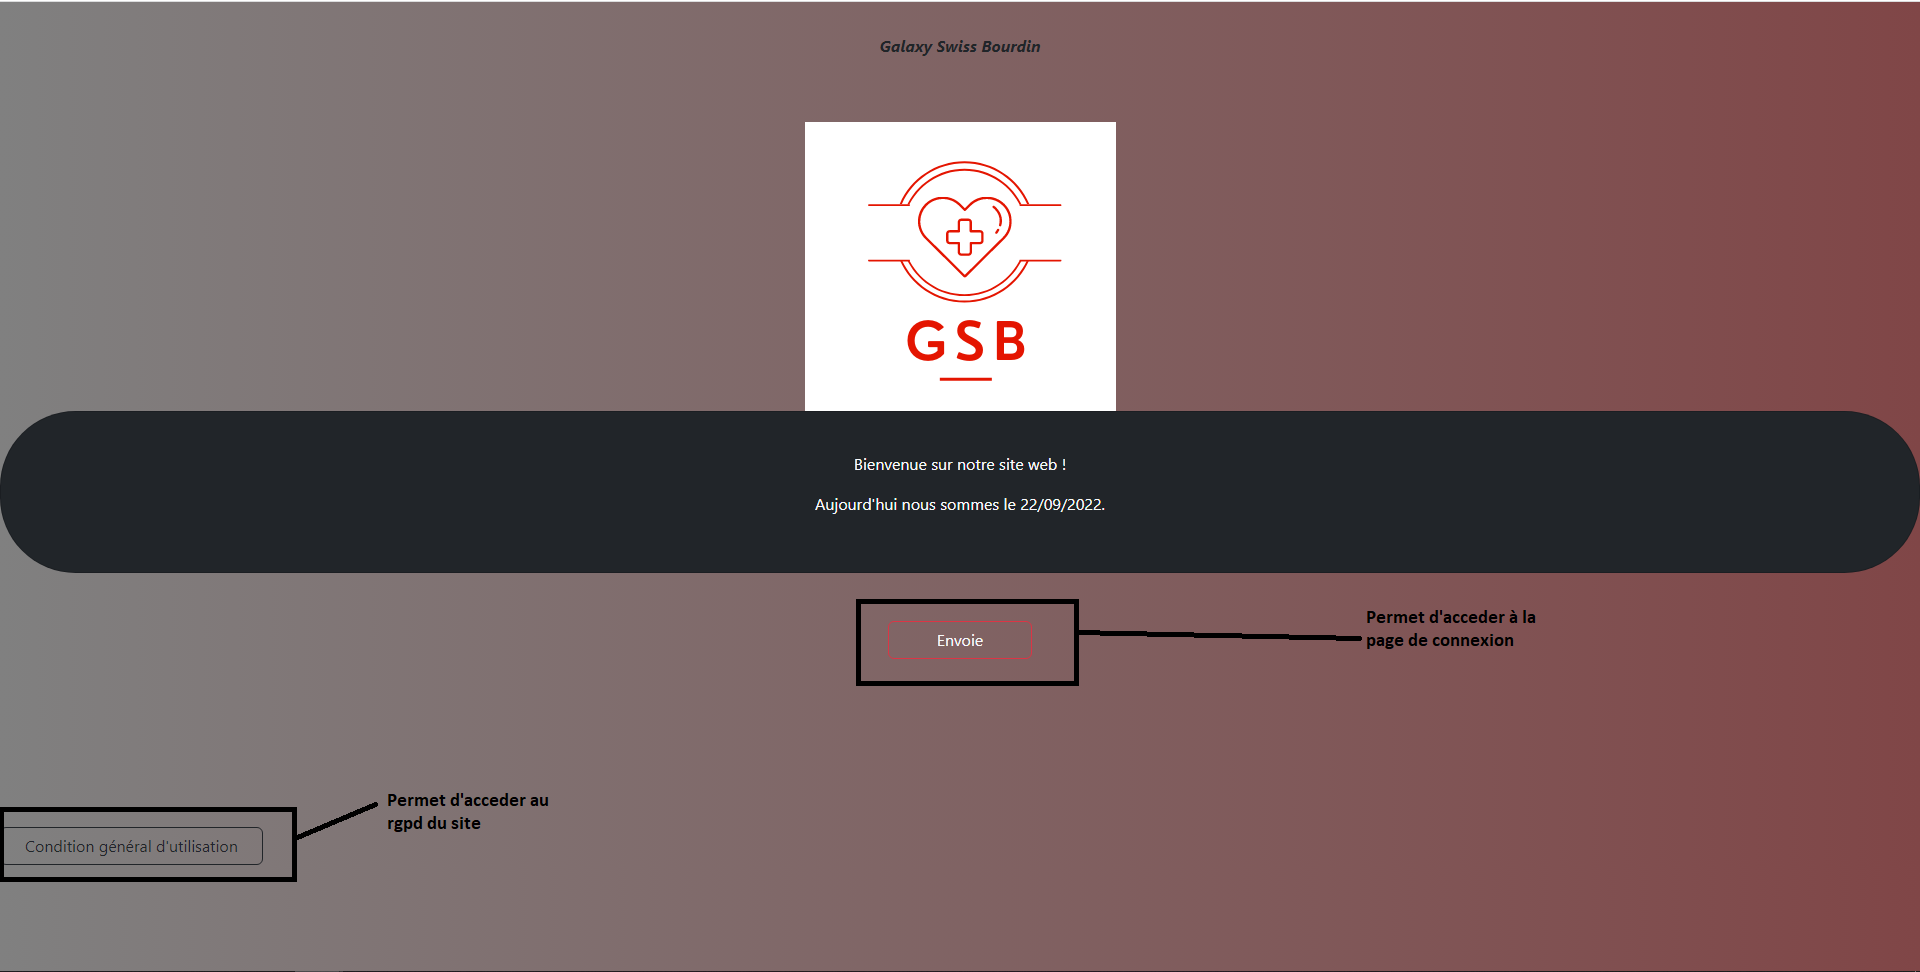 Galaxy Swiss Bourdin
GSB
Bienvenue sur notre site web !
Aujourd'hui nous sommes le 22/09/2022.
Envoie
Permet d'acceder à la
page de connexion
Permet d'acceder au
rgpd du site
Condition général d'utilisation